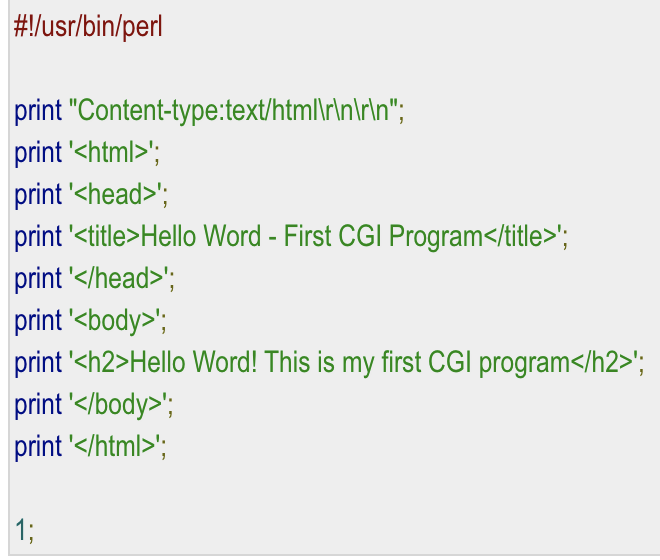 #!/usr/bin/perl
print "Content-type:text/html\r\n\r\n";
print '<html>';
print '<head>';
print '<title>Hello Word - First CGI Program</title>';
print '</head>';
print '<body>';
print '<h2>Hello Word! This is my first CGI program</h2>';
print '</body>';
print '</html>';
1;